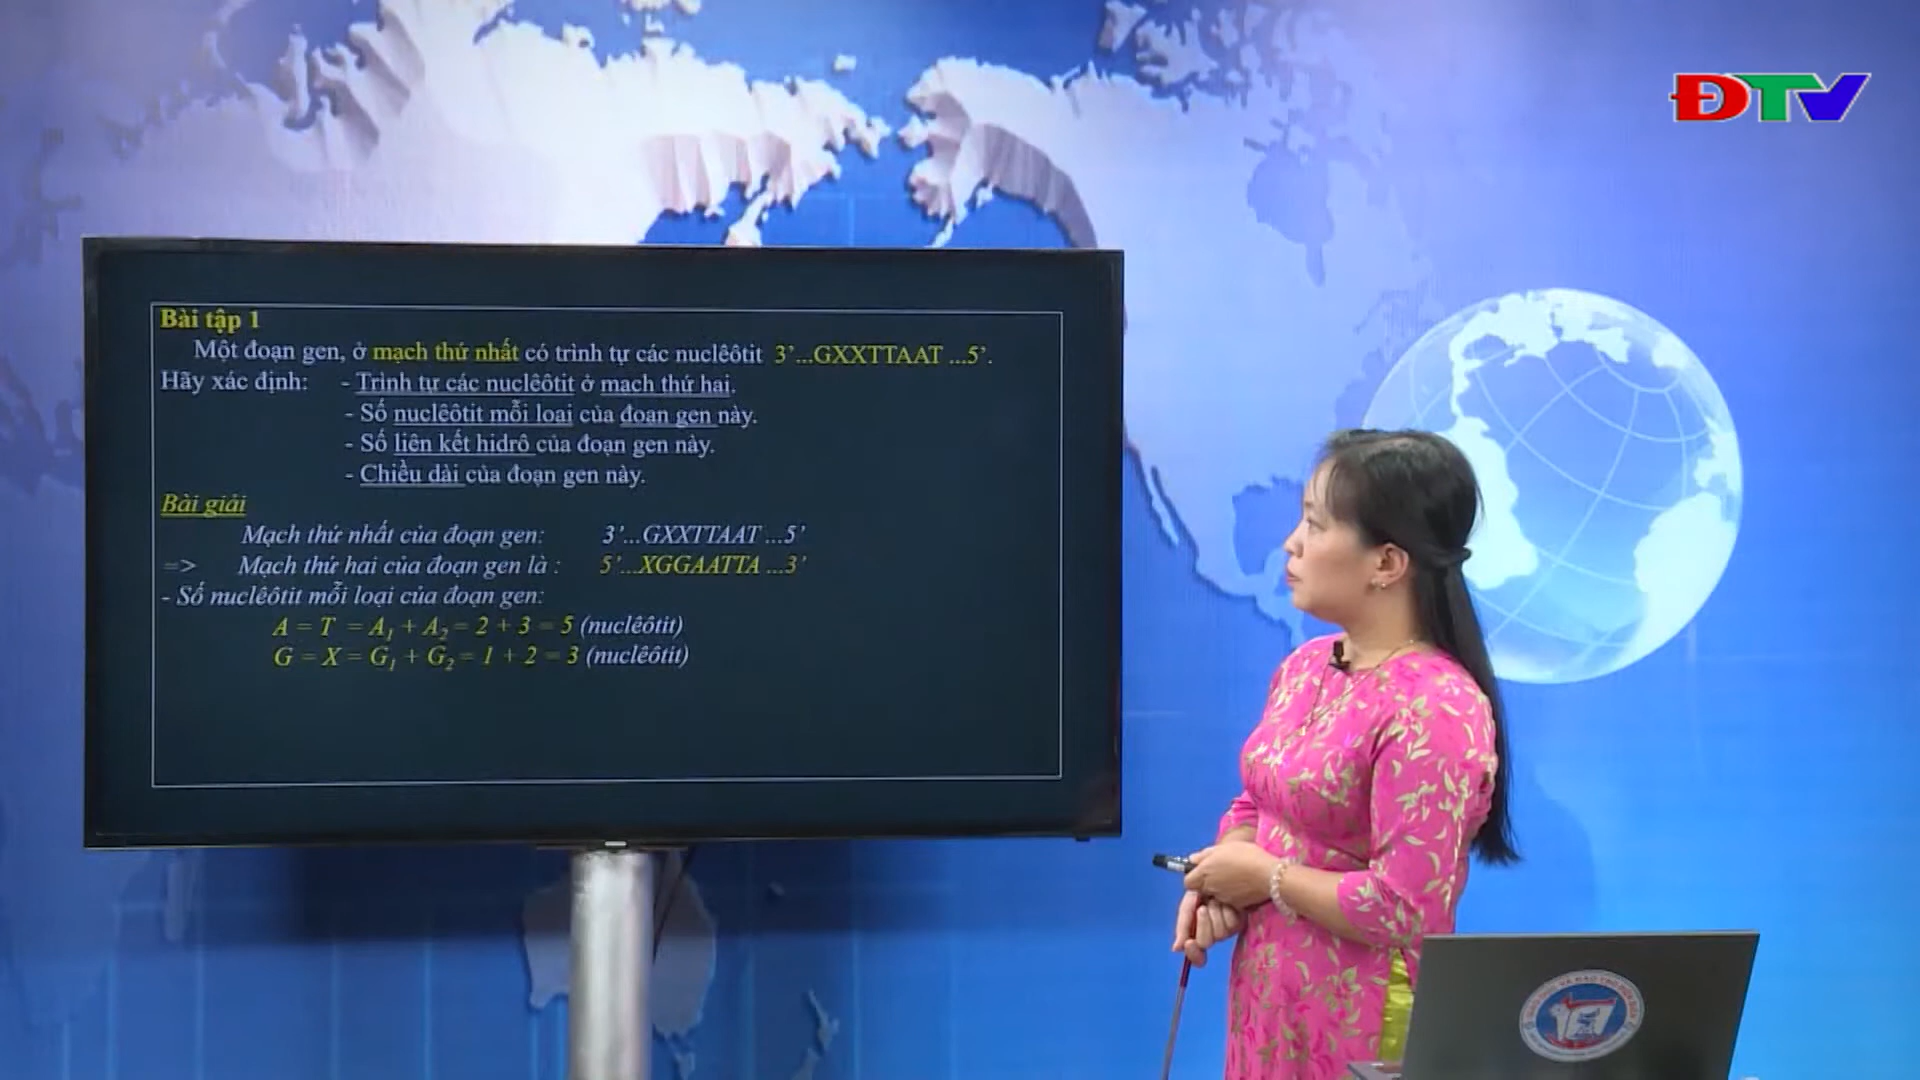 ĐTV
Bài tập 1
Một đoạn gen, ở mạch thứ nhất có trình tự các nuclêôtit 3’...GXXTTAAT ...5’.
Hãy xác định: - Trình tự các nuclêôtit ở mạch thứ hai.
- Số nuclêôtit mỗi loại của đoạn gen này.
- Số liên kết hidrô của đoạn gen này.
- Chiều dài của đoạn gen này.
Bài giải
Mạch thứ nhất của đoạn gen: 3’...GXXTTAAT ...5’
=> Mạch thứ hai của đoạn gen là : 5’...XGGAATTA ...3’
- Số nuclêôtit mỗi loại của đoạn gen:
A = T = A1 + A2 = 2 + 3 = 5 (nuclêôtit)
G = X = G1 + G2 = 1 + 2 = 3 (nuclêôtit)